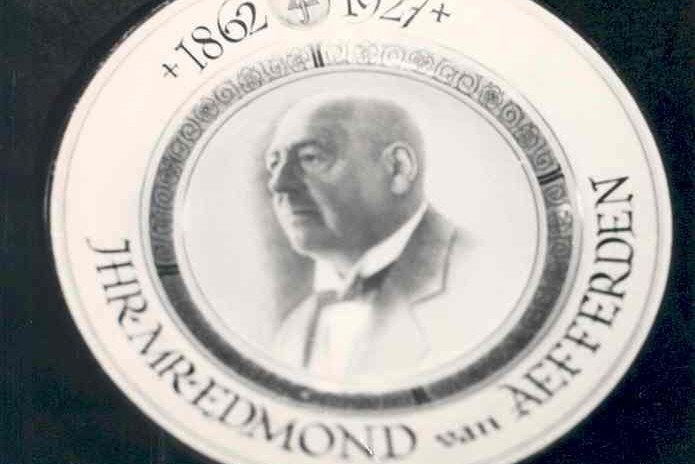 +1862 1927+
JHR·MR·EDMOND van AEFFERDEN